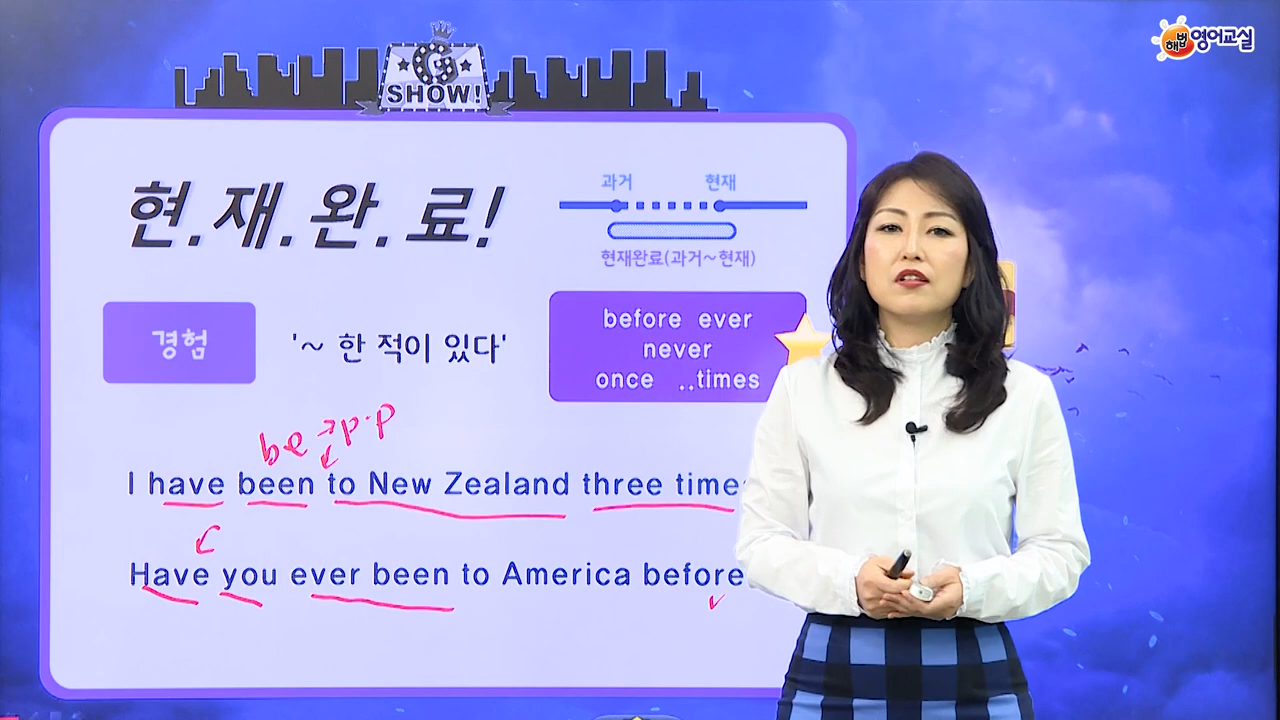 해법영어교실
G
SHOW!
현.재.완.료!
과거 현재
현재완료(과거~현재)
경험
'~ 한 적이 있다'
before ever
never
once ..times
be p.p
I have been to New Zealand three time
Have you ever been to America before